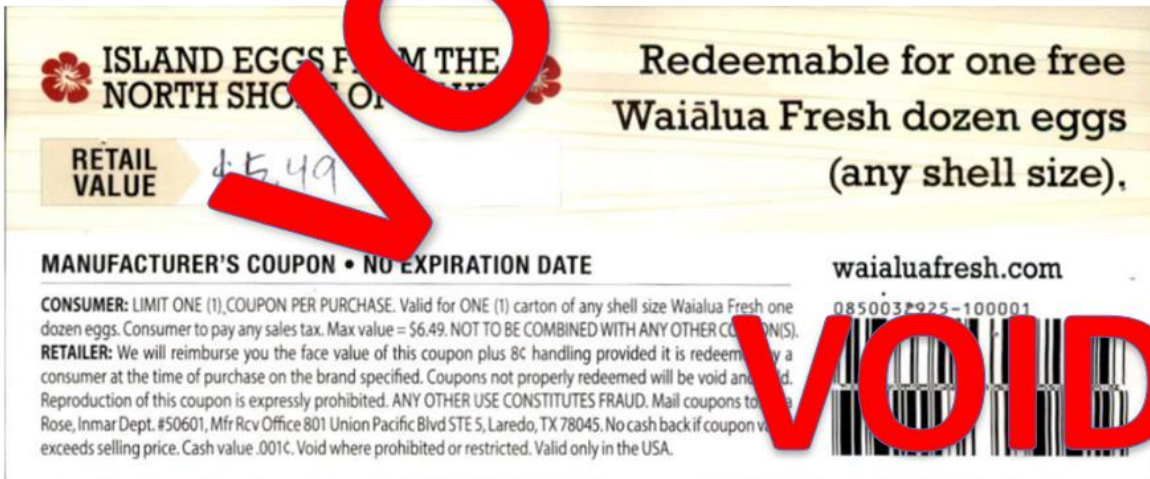 VO
ISLAND EGGS F M THE
NORTH SHO OF
RETAIL
VALUE
$5.49
Redeemable for one free
Waiālua Fresh dozen eggs
(any shell size).
MANUFACTURER'S COUPON • NO EXPIRATION DATE
CONSUMER: LIMIT ONE (1) COUPON PER PURCHASE. Valid for ONE (1) carton of any shell size Waialua Fresh one
dozen eggs. Consumer to pay any sales tax. Max value = $6.49. NOT TO BE COMBINED WITH ANY OTHER CO ON(S).
RETAILER: We will reimburse you the face value of this coupon plus 8¢ handling provided it is redeem y a
consumer at the time of purchase on the brand specified. Coupons not properly redeemed will be void an d.
Reproduction of this coupon is expressly prohibited. ANY OTHER USE CONSTITUTES FRAUD. Mail coupons to
Rose, Inmar Dept. #50601, Mfr Rcv Office 801 Union Pacific Blvd STE 5, Laredo, TX 78045. No cash back if coupon v
exceeds selling price. Cash value .001¢. Void where prohibited or restricted. Valid only in the USA.
waialuafresh.com
VOID